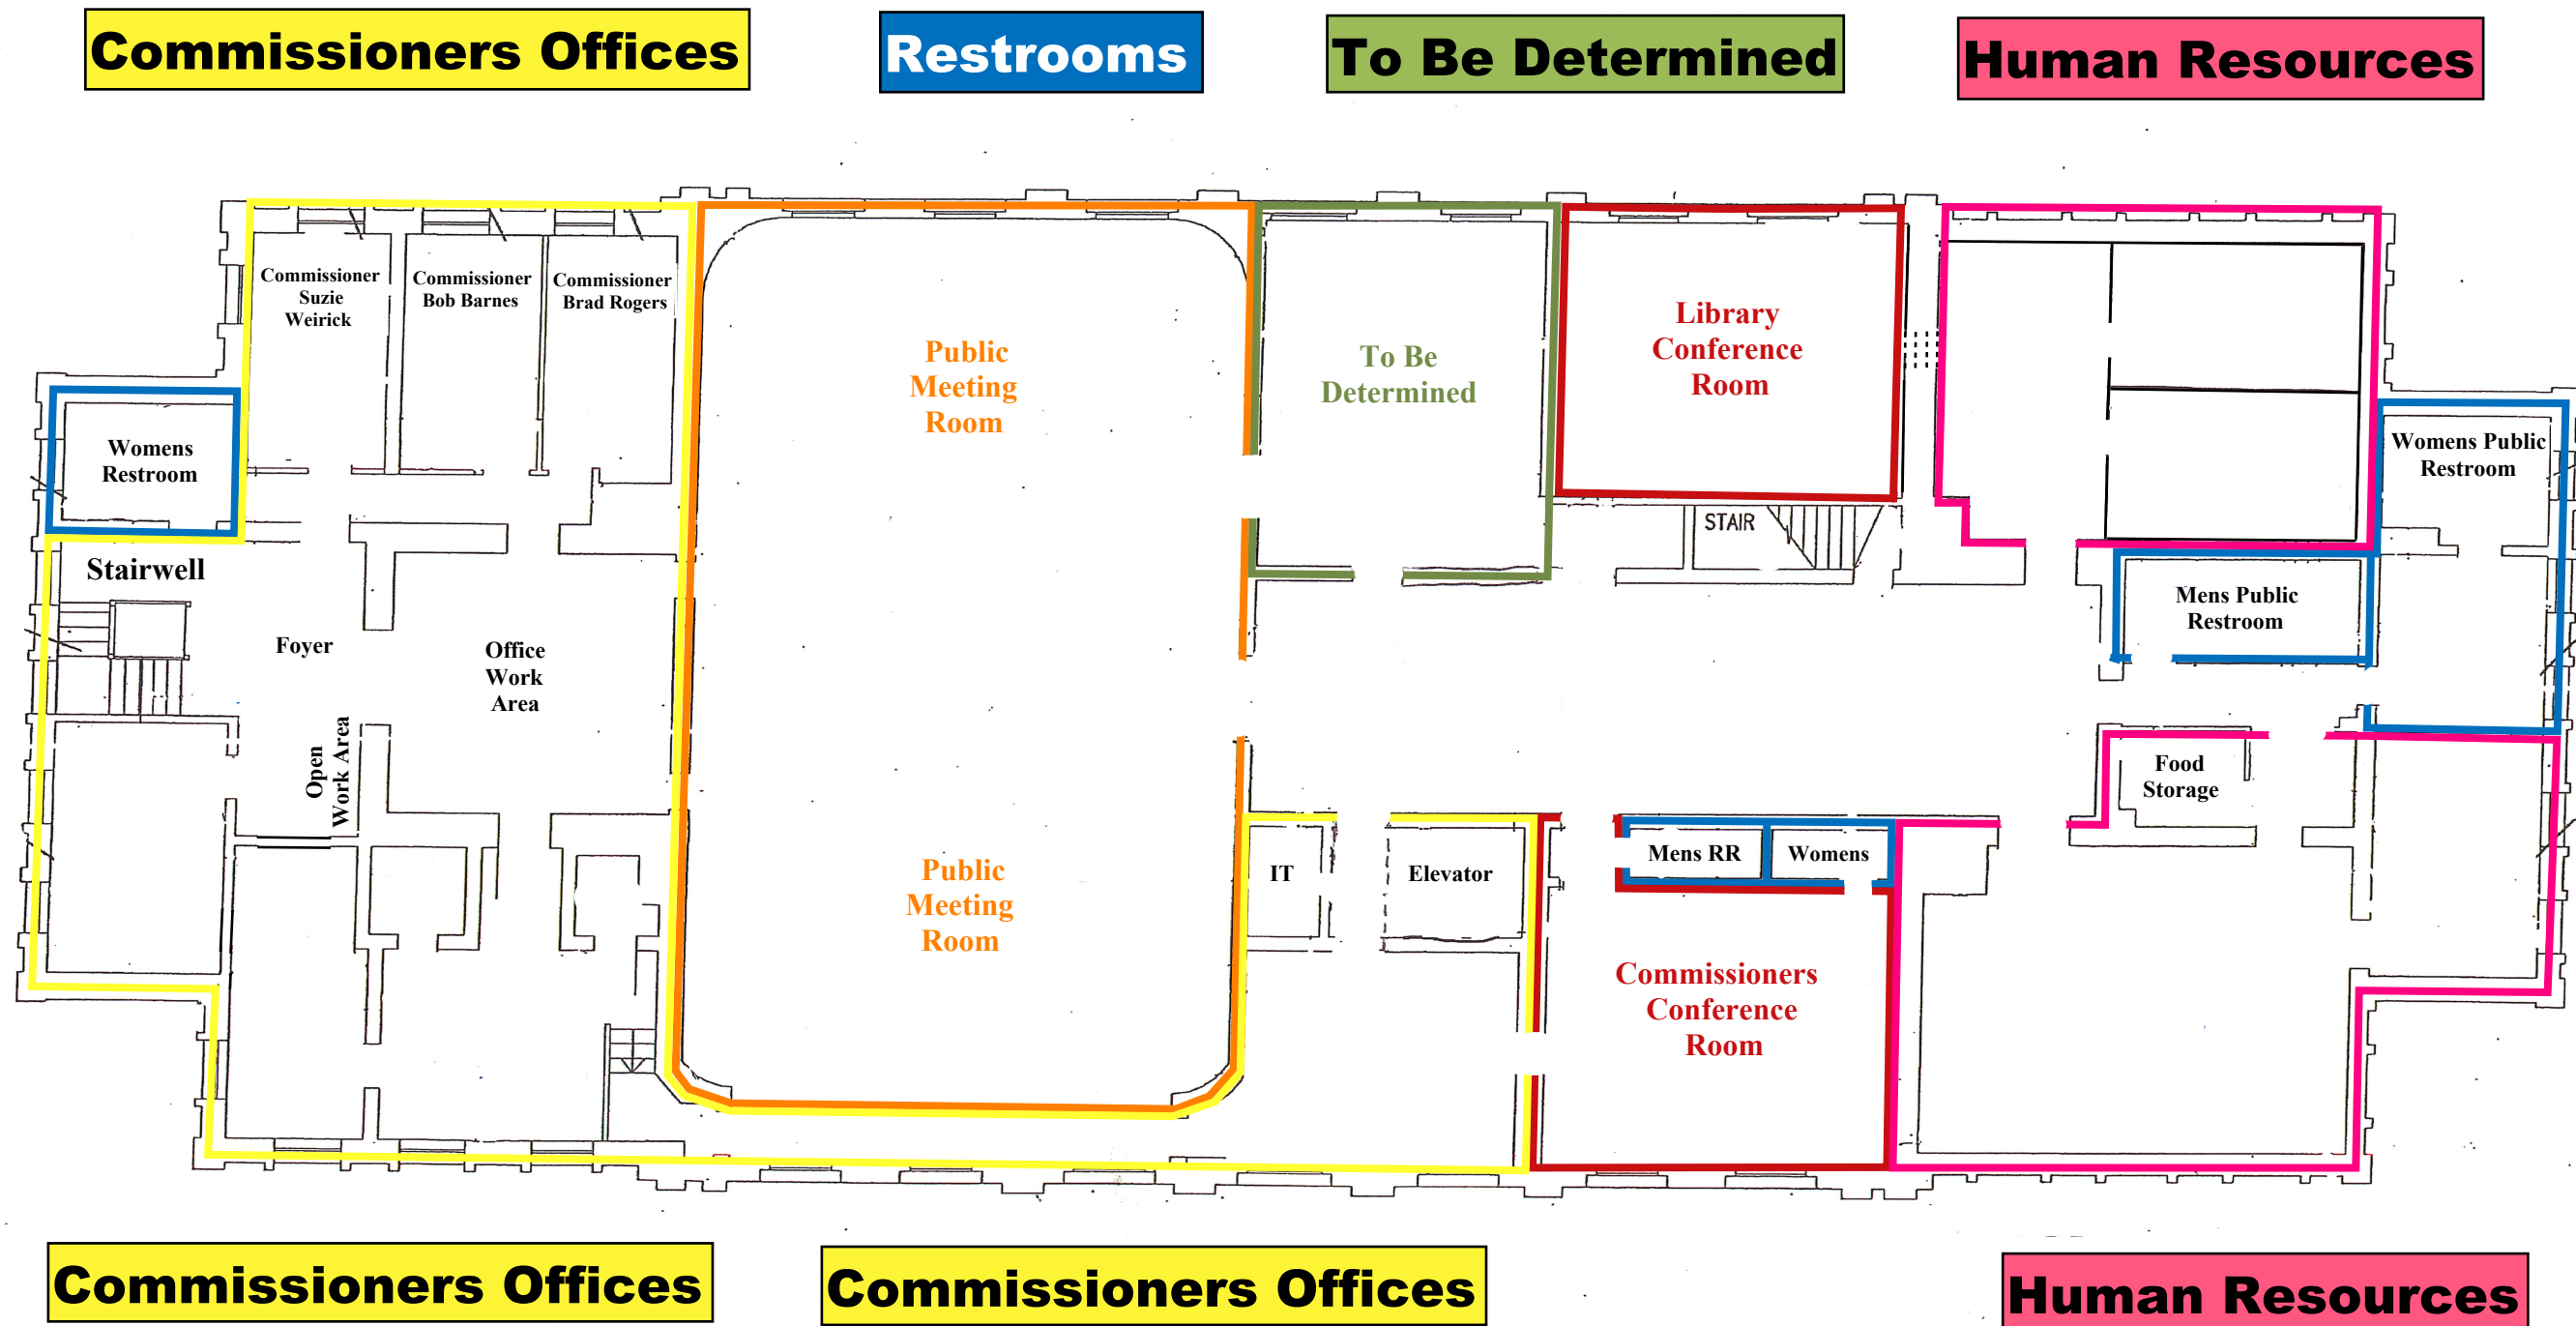 Commissioners Offices
Restrooms
To Be Determined
Human Resources
Commissioner
Suzie
Weirick
Commissioner
Bob Barnes
Commissioner
Brad Rogers
Public
Meeting
Room
To Be
Determined
Library
Conference
Room
Womens
Restroom
Womens Public
Restroom
STAIR
Stairwell
Mens Public
Restroom
Foyer
Office
Work
Area
Open
Work Area
Food
Storage
Public
Meeting
Room
IT
Elevator
Mens RR
Womens
Commissioners
Conference
Room
Commissioners Offices
Commissioners Offices
Human Resources